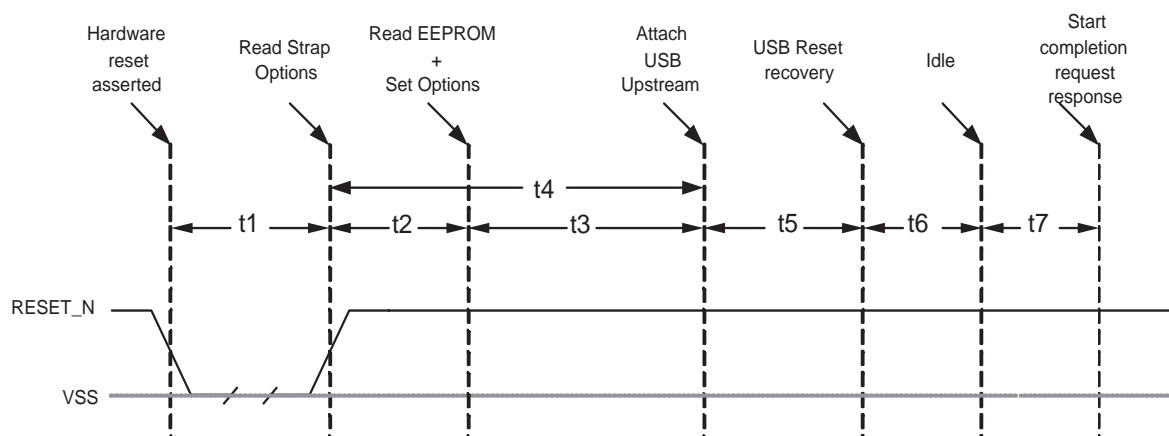 Hardware
reset
asserted
Read Strap
Options
Read EEPROM
+
Set Options
Attach
USB
Upstream
USB Reset
recovery
Idle
Start
completion
request
response
t4
t1
t2
t3
t5
t6
t7
RESET_N
VSS